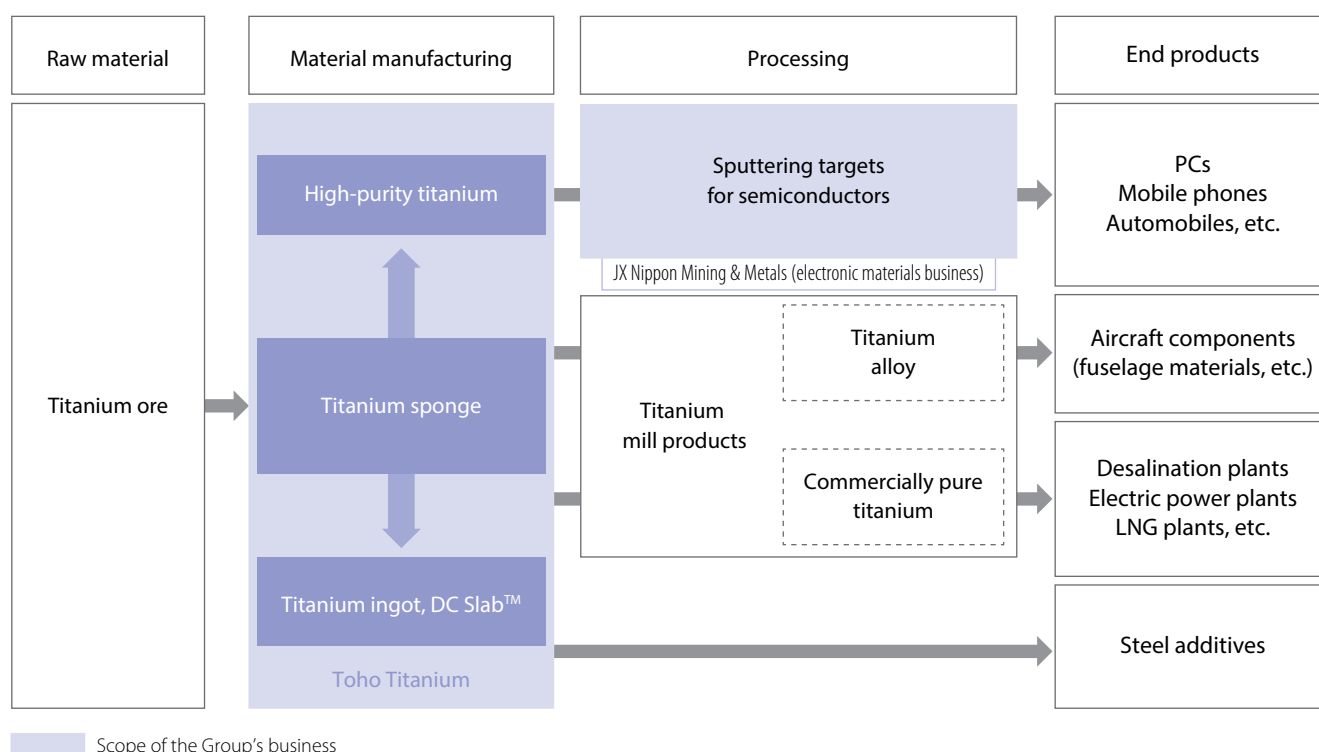 Raw material
Material manufacturing
Processing
End products
Titanium ore
High-purity titanium
Titanium sponge
Titanium ingot, DC Slab™
Toho Titanium
Sputtering targets
for semiconductors
JX Nippon Mining & Metals (electronic materials business)
Titanium
mill products
Titanium
alloy
Commercially pure
titanium
PCs
Mobile phones
Automobiles, etc.
Aircraft components
(fuselage materials, etc.)
Desalination plants
Electric power plants
LNG plants, etc.
Steel additives
Scope of the Group's business